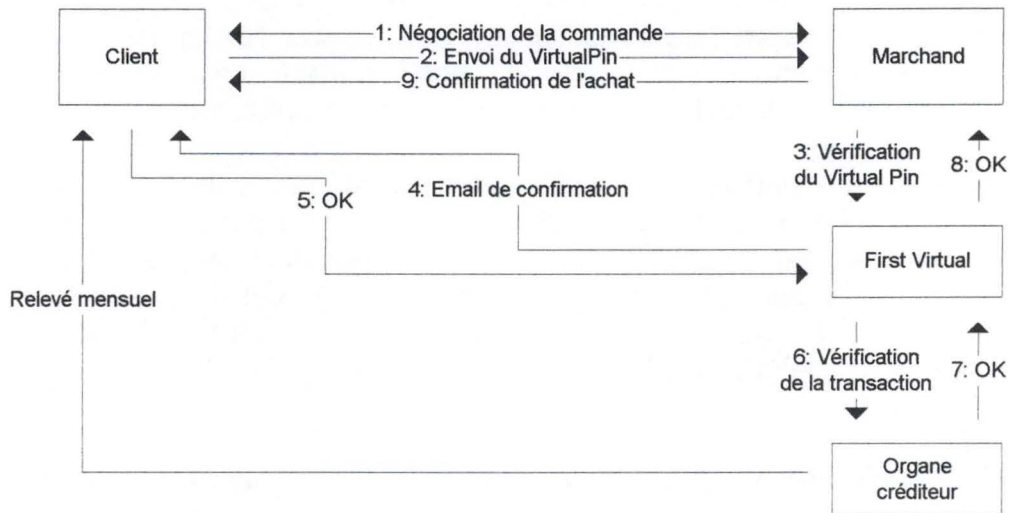 Client
1: Négociation de la commande
2: Envoi du VirtualPin
9: Confirmation de l'achat
Marchand
3: Vérification
du Virtual Pin
8: OK
4: Email de confirmation
5: OK
First Virtual
Relevé mensuel
6: Vérification
de la transaction
7: OK
Organe
créditeur